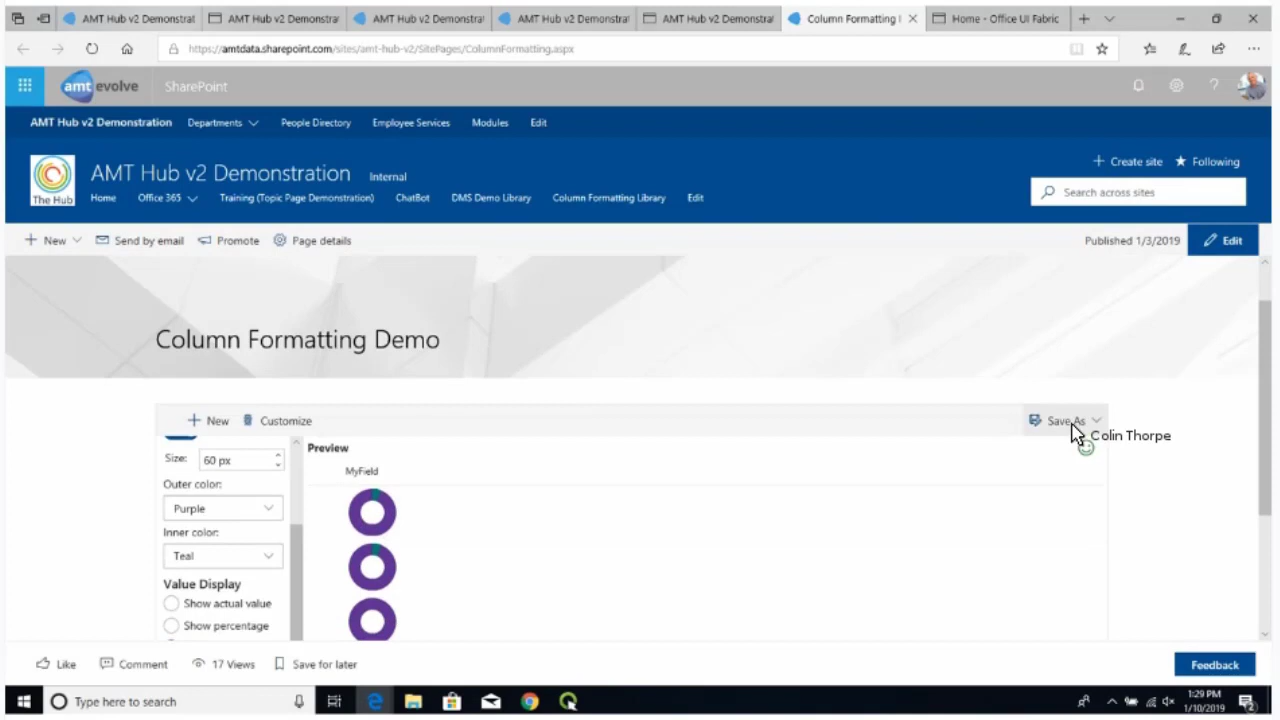 AMT Hub v2 Demonstrat AMT Hub v2 Demonstrat AMT Hub v2 Demonstrat AMT Hub v2 Demonstrat AMT Hub v2 Demonstrat Column Formatting Home - Office UI Fabric
https://amtdata.sharepoint.com/sites/amt-hub-v2/SitePages/ColumnFormatting.aspx
amt evolve SharePoint
AMT Hub v2 Demonstration Departments People Directory Employee Services Modules Edit
AMT Hub v2 Demonstration Internal
Create site Following
The Hub
Home Office 365 Training (Topic Page Demonstration) ChatBot DMS Demo Library Column Formatting Library Edit
Search across sites
New Send by email Promote Page details Published 1/3/2019 Edit
Column Formatting Demo
New Customize Save As
Colin Thorpe
Preview
Size: 60 px
MyField
Outer color:
Purple
Inner color:
Teal
Value Display
Show actual value
Show percentage
Like Comment 17 Views Save for later Feedback
Type here to search
1:29 PM
1/10/2019
2